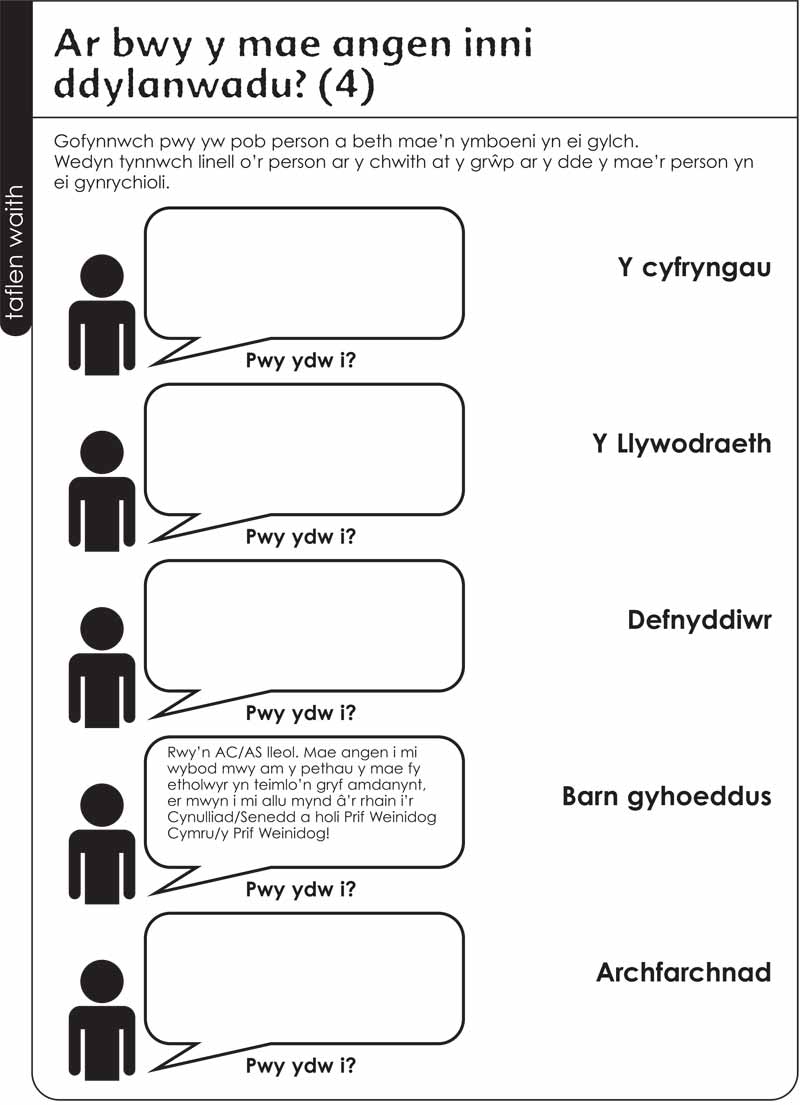 Ar bwy y mae angen inni
ddylanwadu? (4)
taflen waith
Gofynnwch pwy yw pob person a beth mae'n ymboeni yn ei gylch.
Wedyn tynnwch linell o'r person ar y chwith at y grŵp ar y dde y mae'r person yn
ei gynrychioli.
Y cyfryngau
Pwy ydw i?
Y Llywodraeth
Pwy ydw i?
Defnyddiwr
Pwy ydw i?
Rwy'n AC/AS lleol. Mae angen i mi
wybod mwy am y pethau y mae fy
etholwyr yn teimlo'n gryf amdanynt,
er mwyn i mi allu mynd â'r rhain i'r
Cynulliad/Senedd a holi Prif Weinidog
Cymru/y Prif Weinidog!
Barn gyhoeddus
Pwy ydw i?
Archfarchnad
Pwy ydw i?